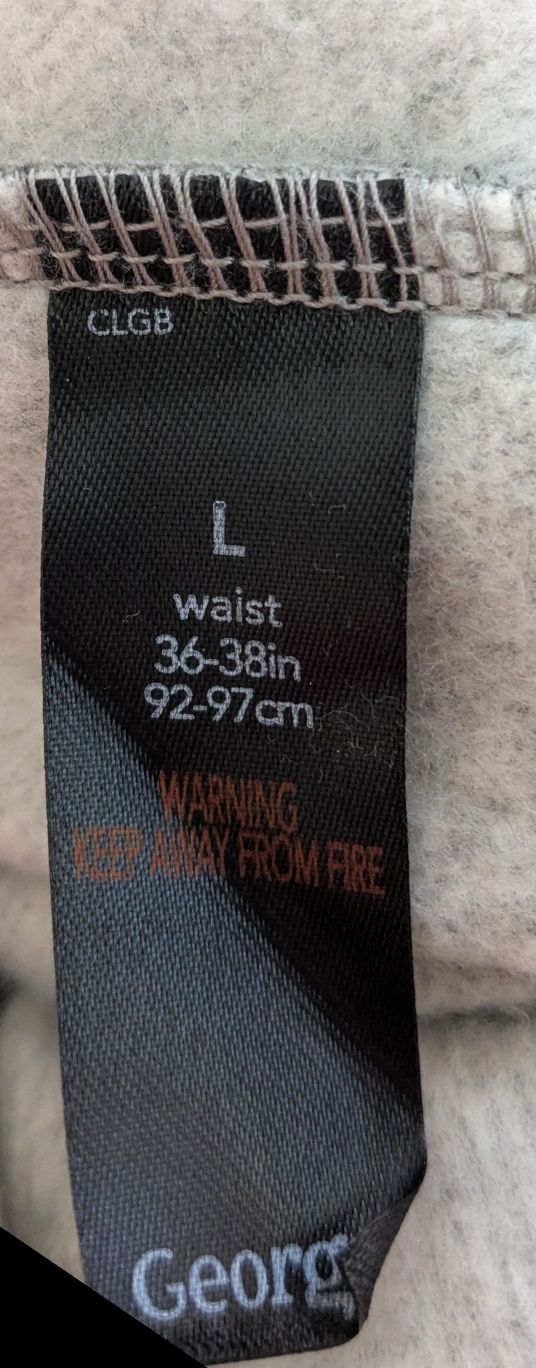 CLGB
L
waist
36-38in
92-97cm
WARNING
KEEP AWAY FROM FIRE
Georg